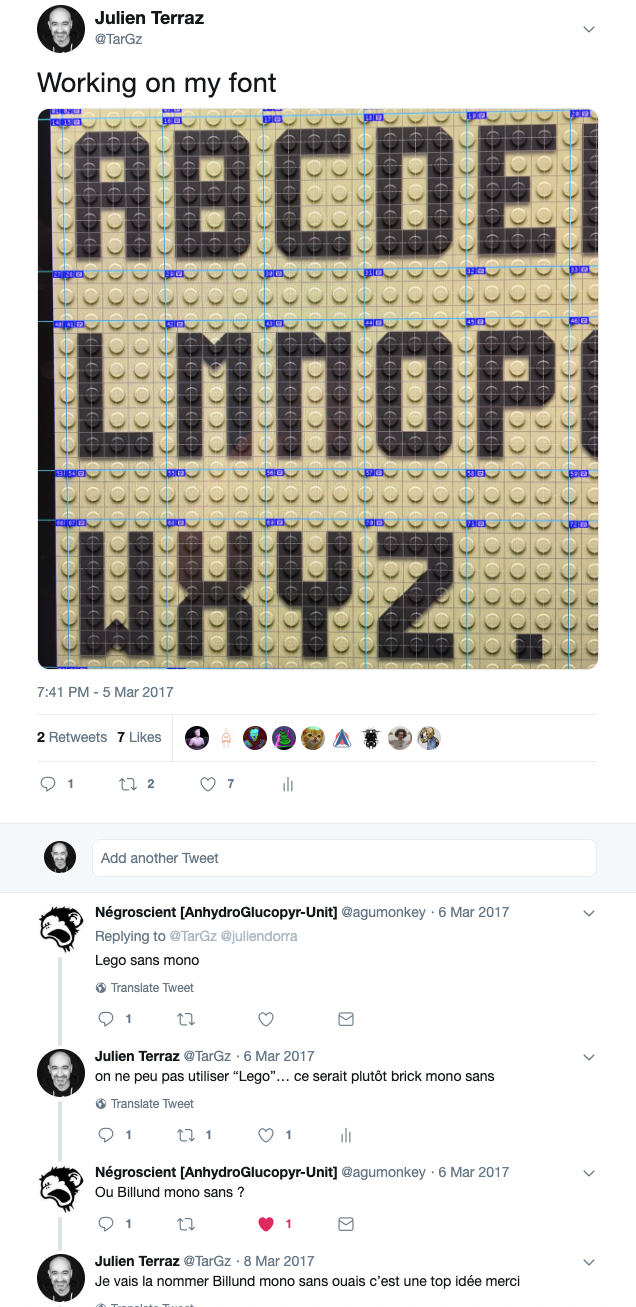 Julien Terraz
@TarGz
Working on my font
A B C D E
L M N O P
W X Y Z .
7:41 PM - 5 Mar 2017
2 Retweets 7 Likes
1 2 7
Add another Tweet
Négroscient [AnhydroGlucopyr-Unit] @agumonkey · 6 Mar 2017
Replying to @TarGz @juliendorra
Lego sans mono
Translate Tweet
1
Julien Terraz @TarGz · 6 Mar 2017
on ne peu pas utiliser “Lego”… ce serait plutôt brick mono sans
Translate Tweet
1 1 1
Négroscient [AnhydroGlucopyr-Unit] @agumonkey · 6 Mar 2017
Ou Billund mono sans ?
1 1
Julien Terraz @TarGz · 8 Mar 2017
Je vais la nommer Billund mono sans ouais c’est une top idée merci